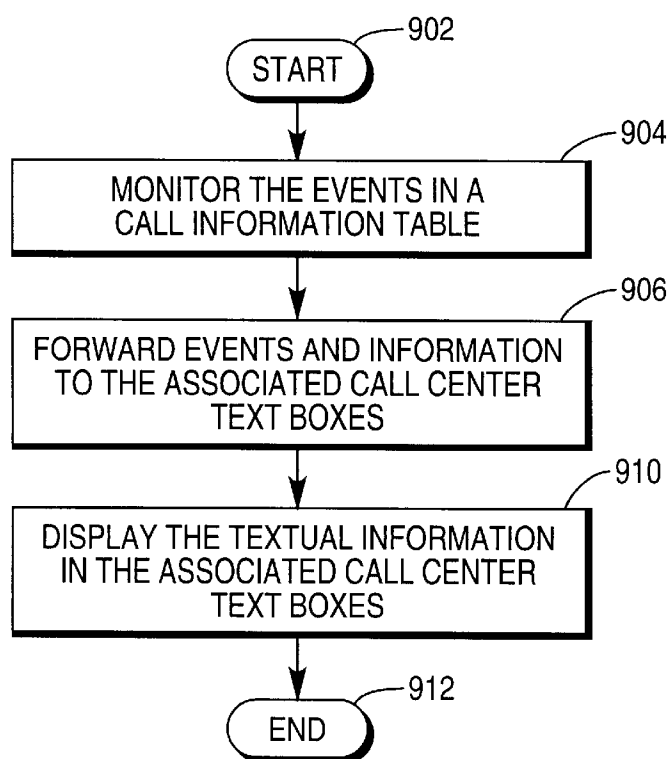 902
START
904
MONITOR THE EVENTS IN A
CALL INFORMATION TABLE
906
FORWARD EVENTS AND INFORMATION
TO THE ASSOCIATED CALL CENTER
TEXT BOXES
910
DISPLAY THE TEXTUAL INFORMATION
IN THE ASSOCIATED CALL CENTER
TEXT BOXES
912
END